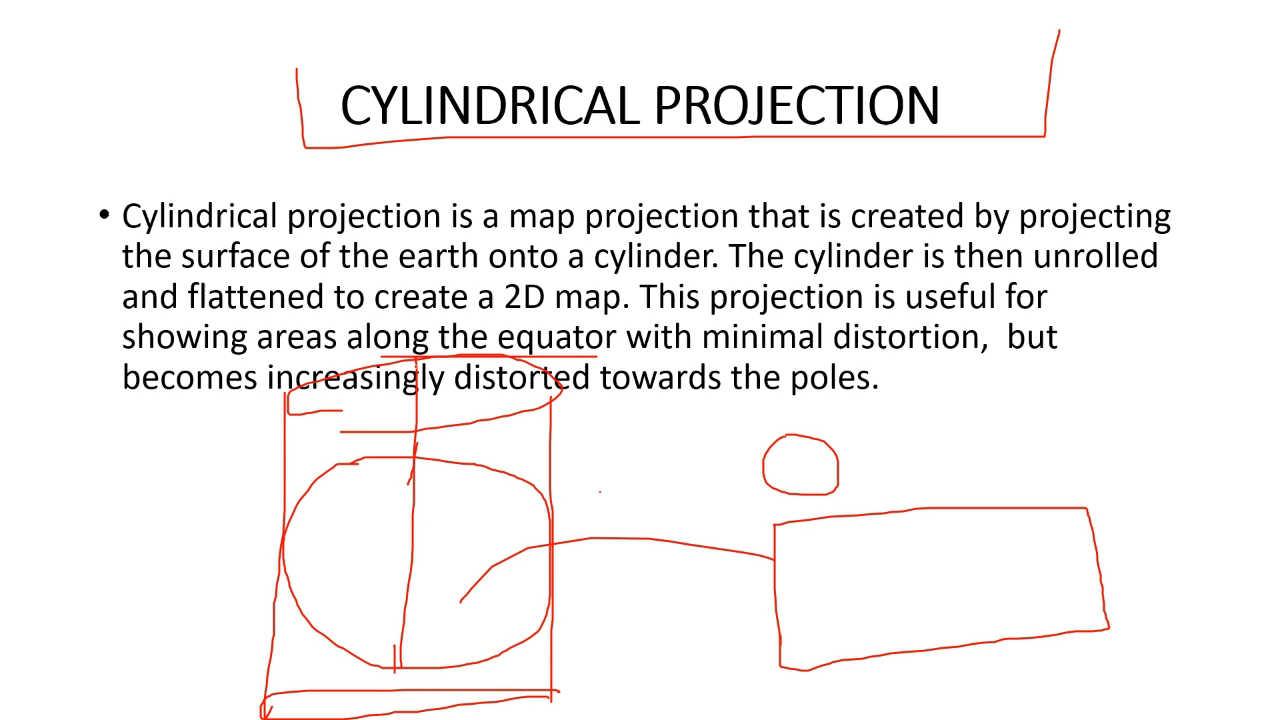 CYLINDRICAL PROJECTION
• Cylindrical projection is a map projection that is created by projecting
the surface of the earth onto a cylinder. The cylinder is then unrolled
and flattened to create a 2D map. This projection is useful for
showing areas along the equator with minimal distortion,  but
becomes increasingly distorted towards the poles.